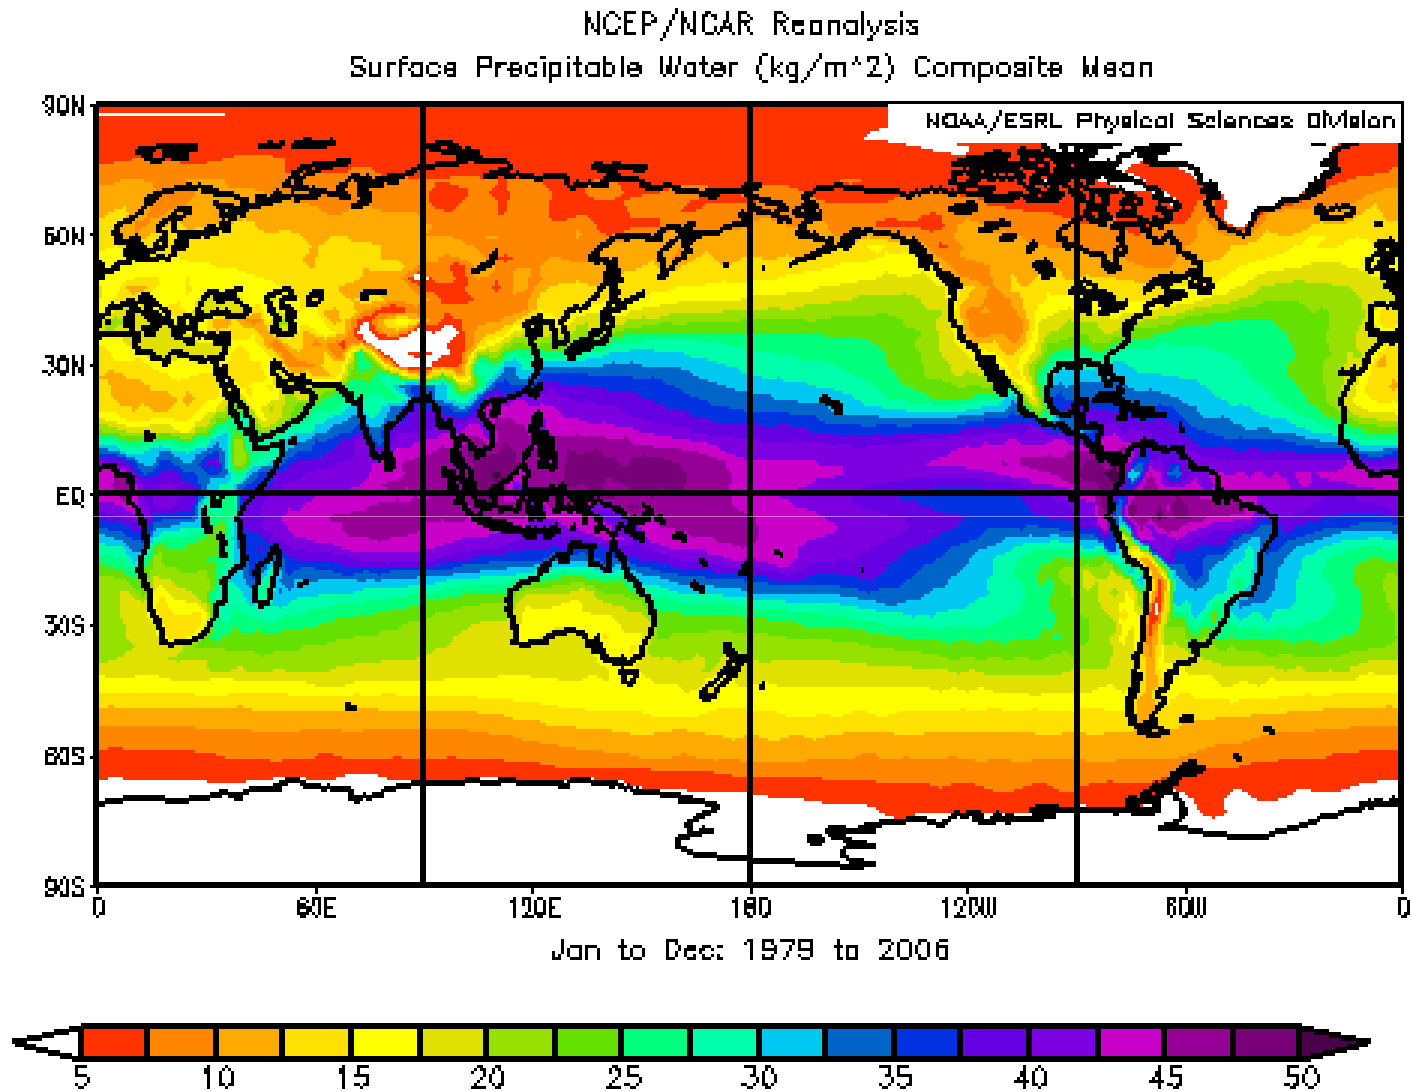 NCEP/NCAR Reanalysis
Surface Precipitable Water (kg/m^2) Composite Mean
90N
NOAA/ESRL Physical Sciences Division
60N
30N
EQ
30S
60S
90S
0 60E 120E 180 120W 60W 0
Jan to Dec: 1979 to 2006
5 10 15 20 25 30 35 40 45 50